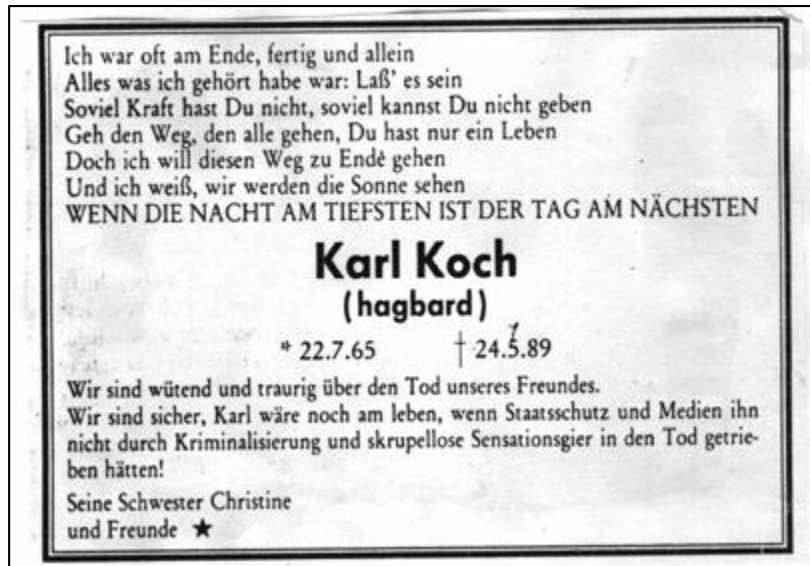 Ich war oft am Ende, fertig und allein
Alles was ich gehört habe war: Laß' es sein
Soviel Kraft hast Du nicht, soviel kannst Du nicht geben
Geh den Weg, den alle gehen, Du hast nur ein Leben
Doch ich will diesen Weg zu Ende gehen
Und ich weiß, wir werden die Sonne sehen
WENN DIE NACHT AM TIEFSTEN IST DER TAG AM NÄCHSTEN
Karl Koch
(hagbard)
* 22.7.65 † 24.5.89
Wir sind wütend und traurig über den Tod unseres Freundes.
Wir sind sicher, Karl wäre noch am leben, wenn Staatsschutz und Medien ihn
nicht durch Kriminalisierung und skrupellose Sensationsgier in den Tod getrie-
ben hätten!
Seine Schwester Christine
und Freunde ★